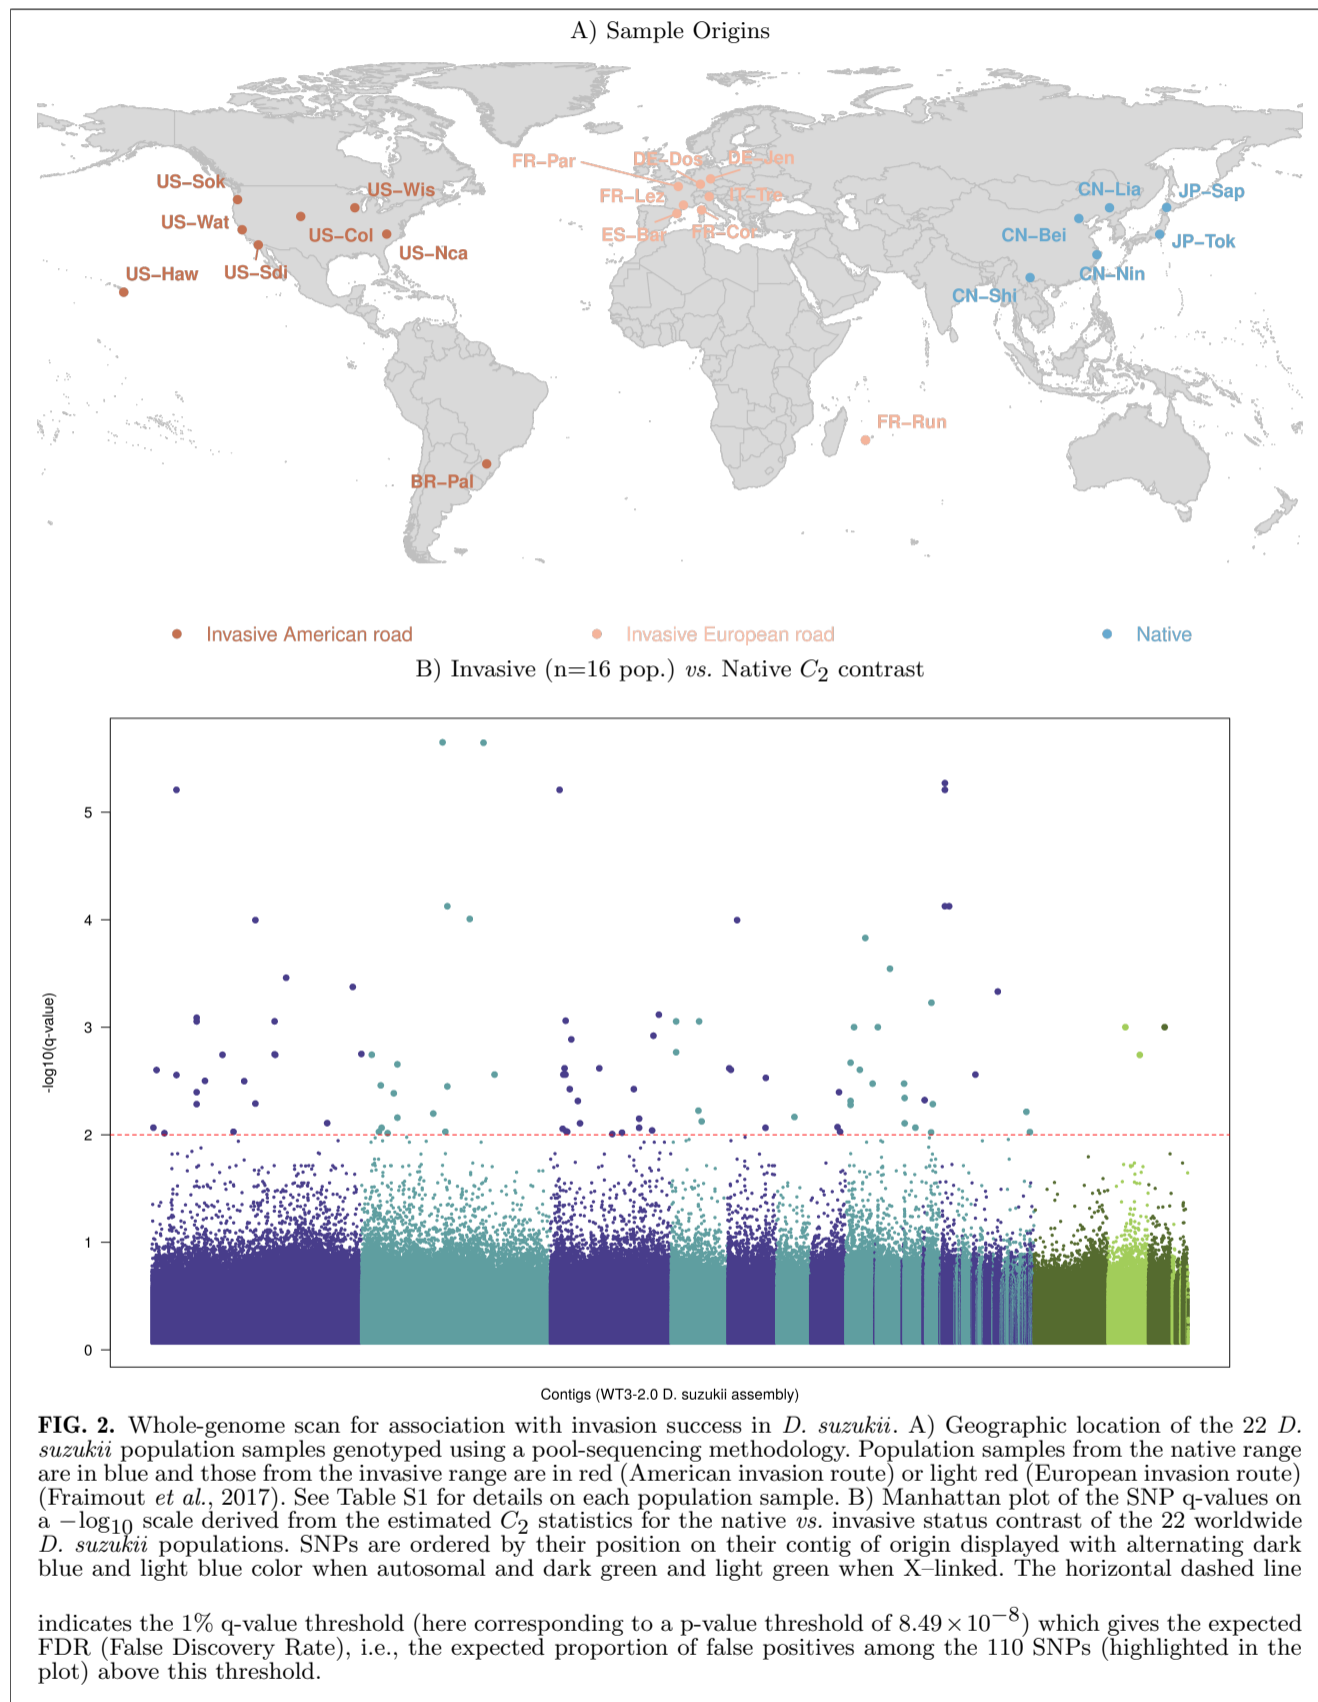 A) Sample Origins
FR−Par
DE−Dos
DE−Jen
US−Sok
US−Wis
FR−Lez
IT−Tre
CN−Lia
JP−Sap
US−Wat
US−Col
ES−Bar
FR−Cor
CN−Bei
JP−Tok
US−Nca
US−Haw
US−Sdi
CN−Nin
CN−Shi
FR−Run
BR−Pal
Invasive American road
Invasive European road
Native
B) Invasive (n=16 pop.) vs. Native C2 contrast
5
4
3
2
1
0
-log10(q-value)
Contigs (WT3-2.0 D. suzukii assembly)
FIG. 2. Whole-genome scan for association with invasion success in D. suzukii. A) Geographic location of the 22 D.
suzukii population samples genotyped using a pool-sequencing methodology. Population samples from the native range
are in blue and those from the invasive range are in red (American invasion route) or light red (European invasion route)
(Fraimout et al., 2017). See Table S1 for details on each population sample. B) Manhattan plot of the SNP q-values on
a −log10 scale derived from the estimated C2 statistics for the native vs. invasive status contrast of the 22 worldwide
D. suzukii populations. SNPs are ordered by their position on their contig of origin displayed with alternating dark
blue and light blue color when autosomal and dark green and light green when X–linked. The horizontal dashed line
indicates the 1% q-value threshold (here corresponding to a p-value threshold of 8.49×10−8) which gives the expected
FDR (False Discovery Rate), i.e., the expected proportion of false positives among the 110 SNPs (highlighted in the
plot) above this threshold.